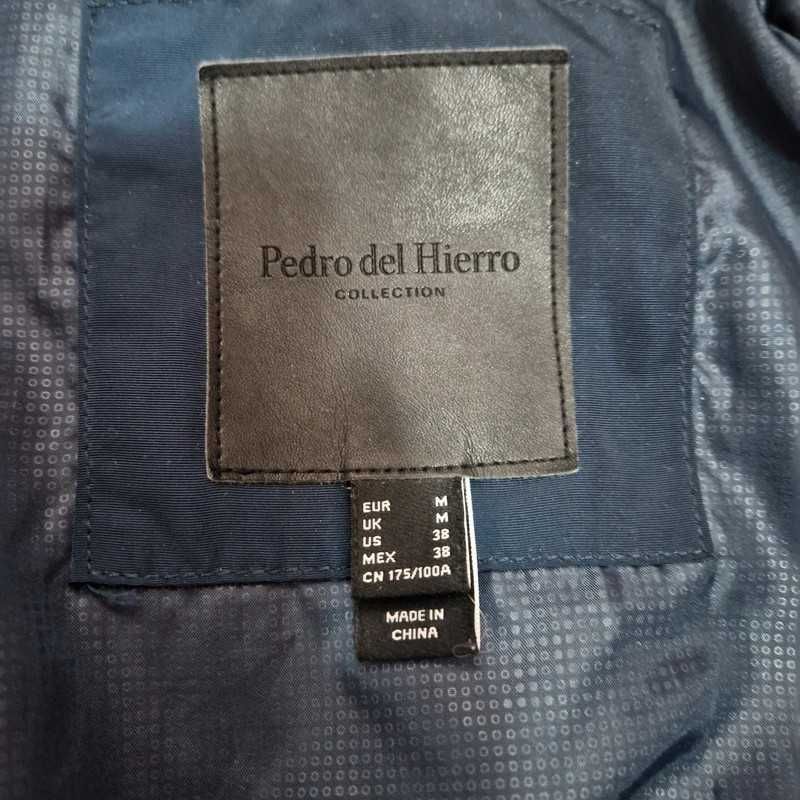 Pedro del Hierro
COLLECTION
EUR M
UK M
US 38
MEX 38
CN 175/100A
MADE IN
CHINA